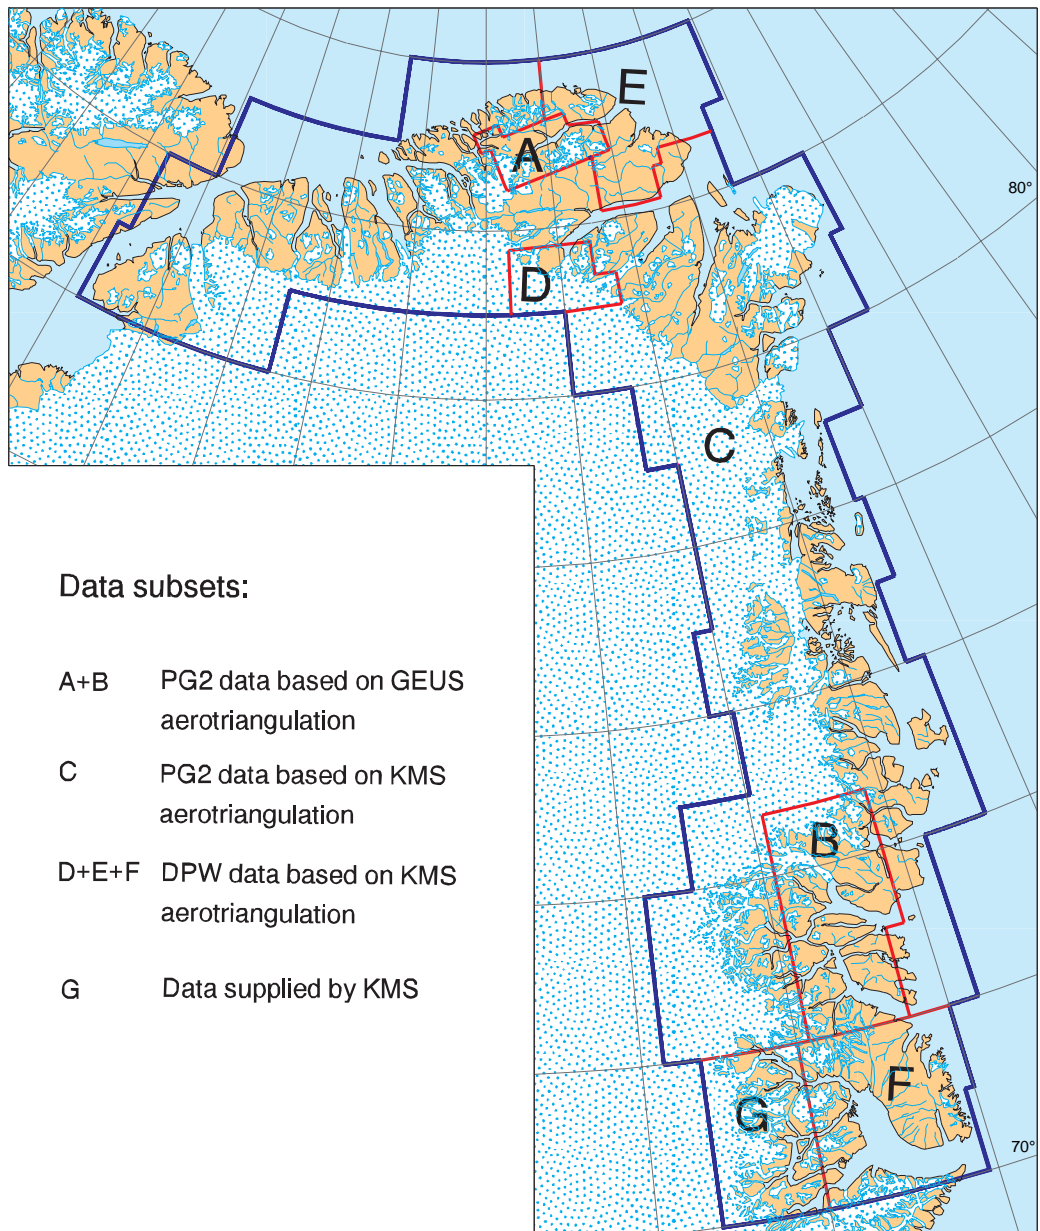 E
A
80°
D
C
Data subsets:
A+B PG2 data based on GEUS
aerotriangulation
C PG2 data based on KMS
aerotriangulation
B
D+E+F DPW data based on KMS
aerotriangulation
G Data supplied by KMS
F
G
70°